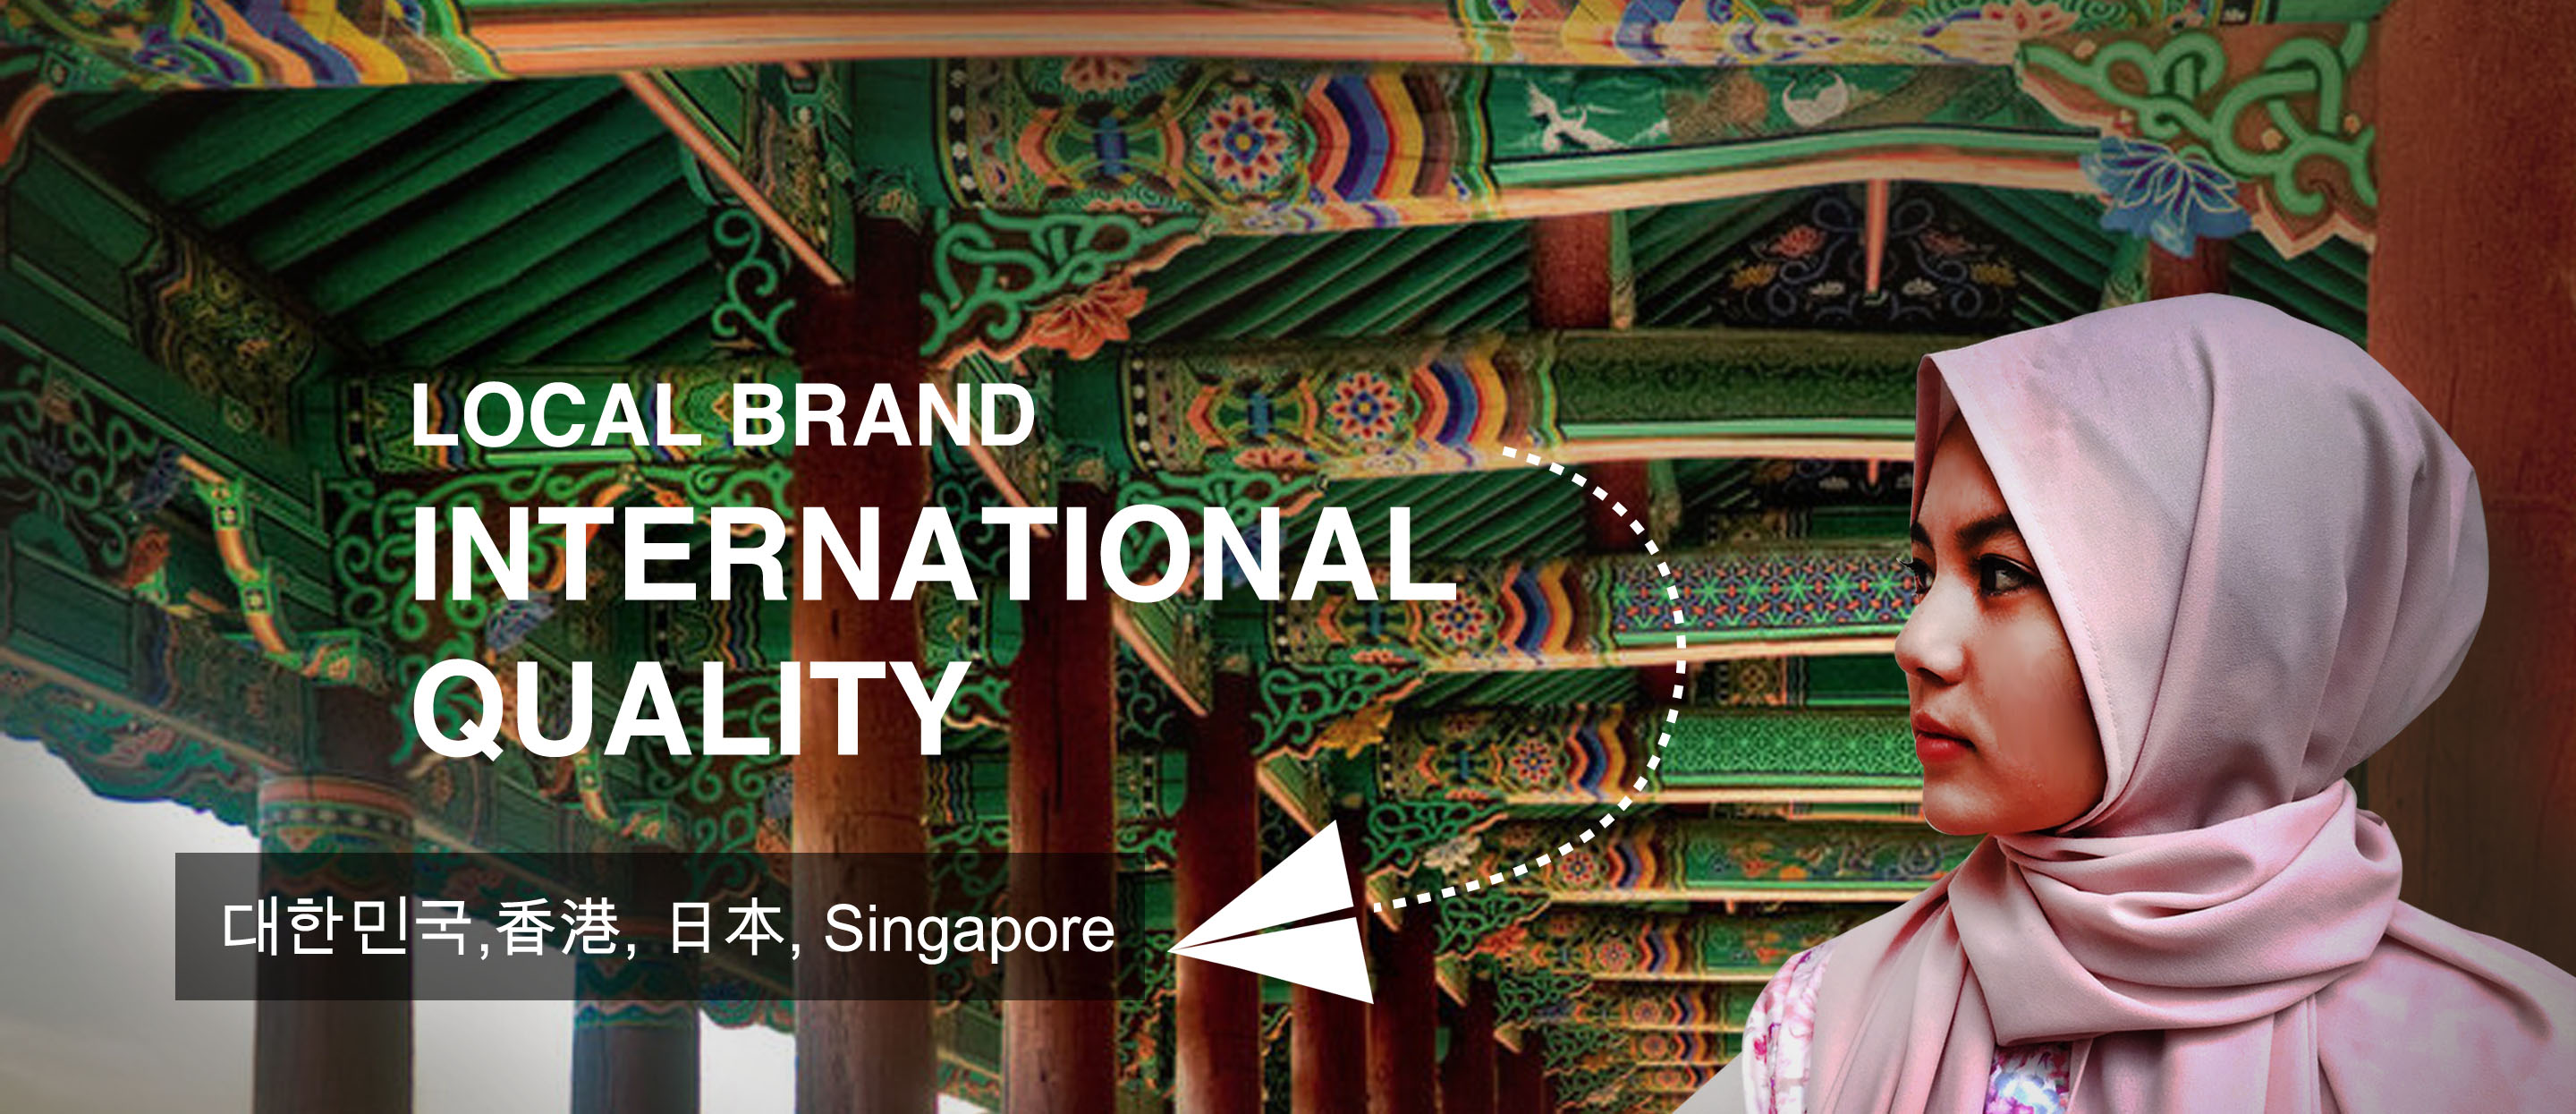 LOCAL BRAND
INTERNATIONAL
QUALITY
대한민국,香港, 日本, Singapore